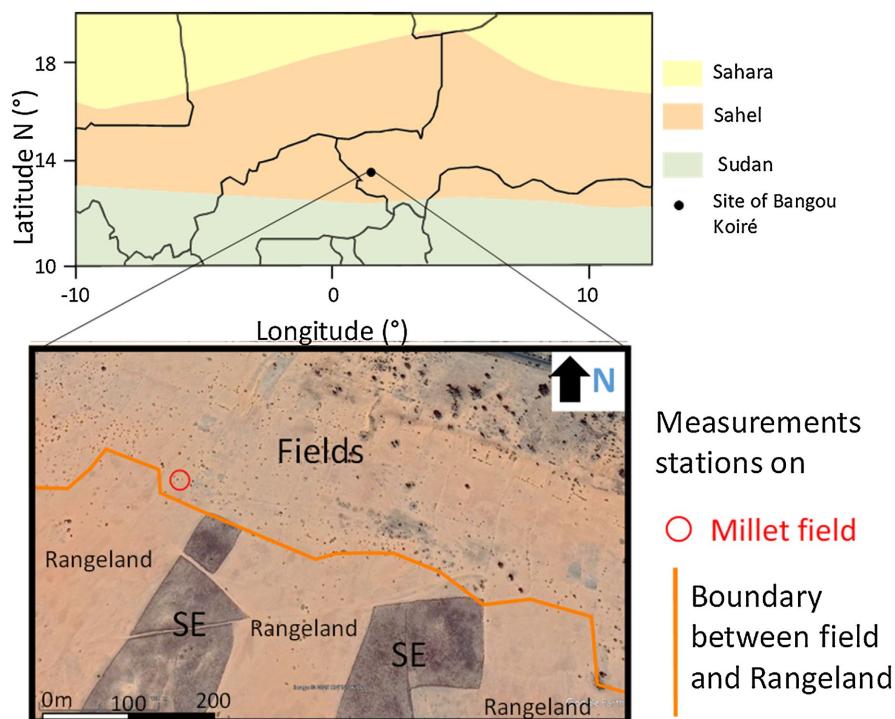 Latitude N (°)
18
14
10
-10
0
10
Longitude (°)
Sahara
Sahel
Sudan
Site of Bangou
Koiré
N
Fields
Rangeland
SE
Rangeland
SE
Rangeland
0m
100
200
Measurements
stations on
Millet field
Boundary
between field
and Rangeland